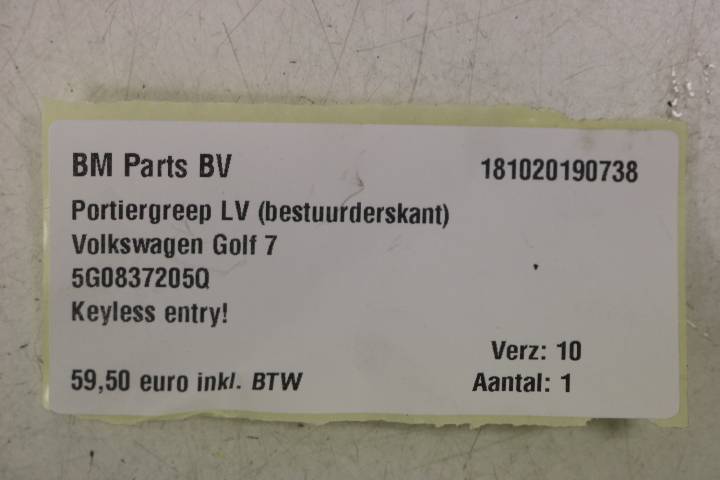 BM Parts BV 181020190738
Portiergreep LV (bestuurderskant)
Volkswagen Golf 7
5G0837205Q
Keyless entry!
Verz: 10
59,50 euro inkl. BTW Aantal: 1